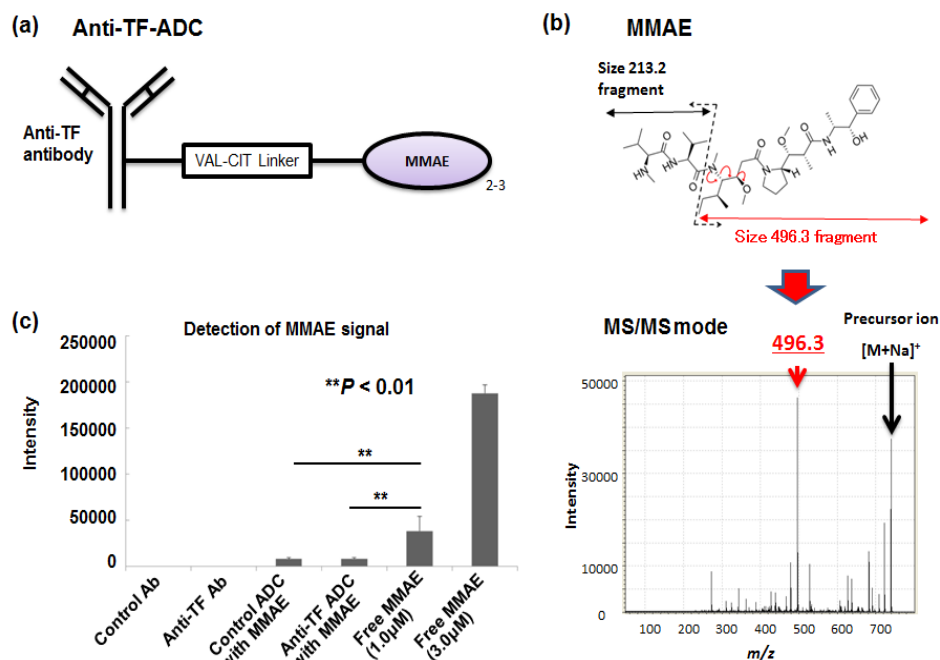 (a) Anti-TF-ADC
Anti-TF
antibody
VAL-CIT Linker
MMAE
2-3
(b) MMAE
Size 213.2
fragment
O
O
HN
HN
O
N
O
O
N
H
O
O
N
H
OH
Size 496.3 fragment
MS/MS mode
496.3
Precursor ion
[M+Na]+
50000
30000
10000
0
Intensity
100 200 300 400 500 600 700
m/z
(c) Detection of MMAE signal
250000
200000
150000
100000
50000
0
Intensity
**P < 0.01
**
**
Control Ab
Anti-TF Ab
Control ADC
with MMAE
Anti-TF ADC
with MMAE
Free MMAE
(1.0μM)
Free MMAE
(3.0μM)